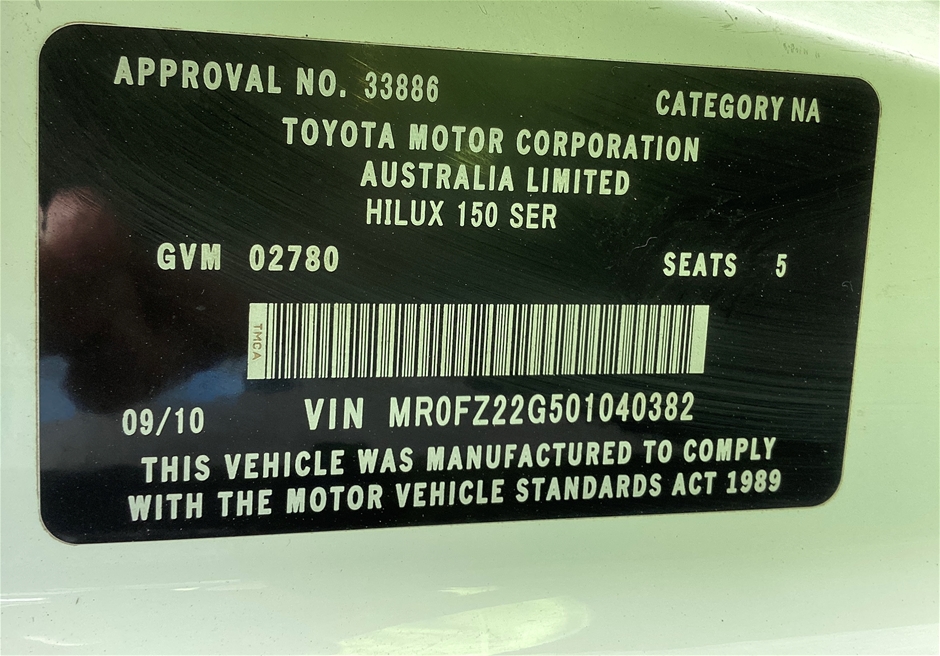 APPROVAL NO. 33886
CATEGORY NA
TOYOTA MOTOR CORPORATION
AUSTRALIA LIMITED
HILUX 150 SER
GVM 02780
SEATS 5
TMCA
09/10
VIN MR0FZ22G501040382
THIS VEHICLE WAS MANUFACTURED TO COMPLY
WITH THE MOTOR VEHICLE STANDARDS ACT 1989